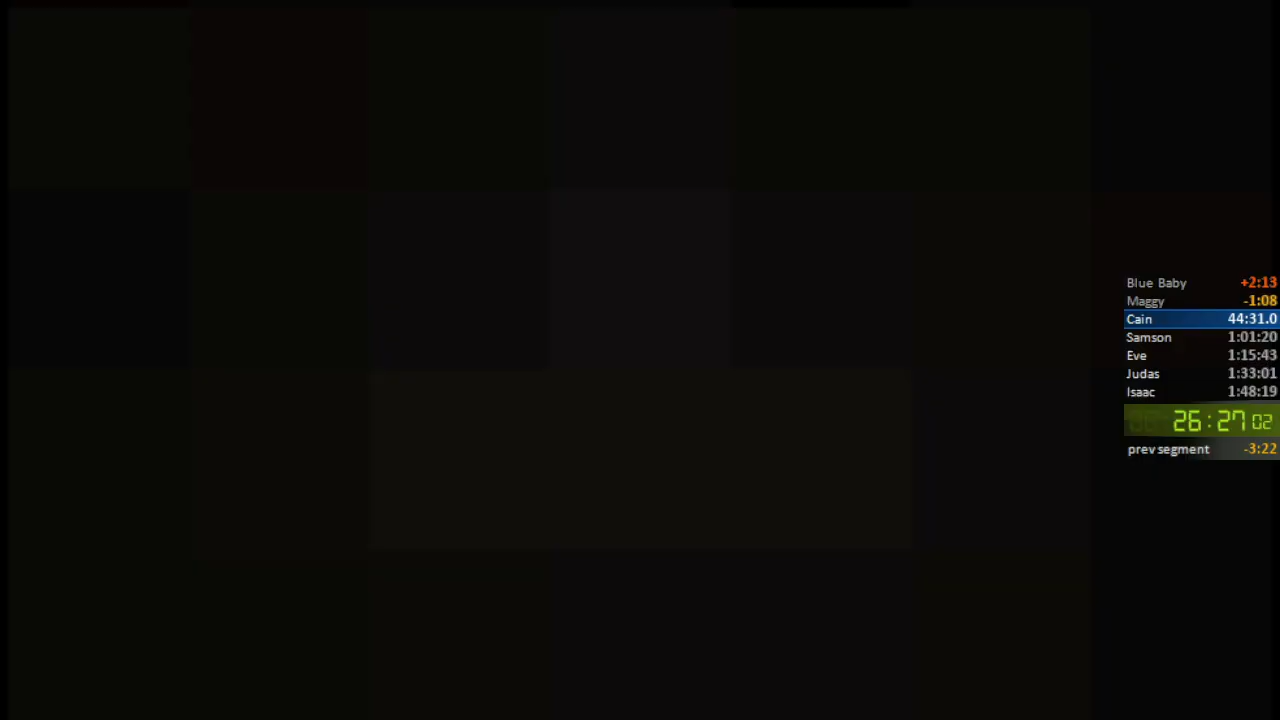 Blue Baby +2:13
Maggy -1:08
Cain 44:31.0
Samson 1:01:20
Eve 1:15:43
Judas 1:33:01
Isaac 1:48:19
26:27 02
prev segment -3:22